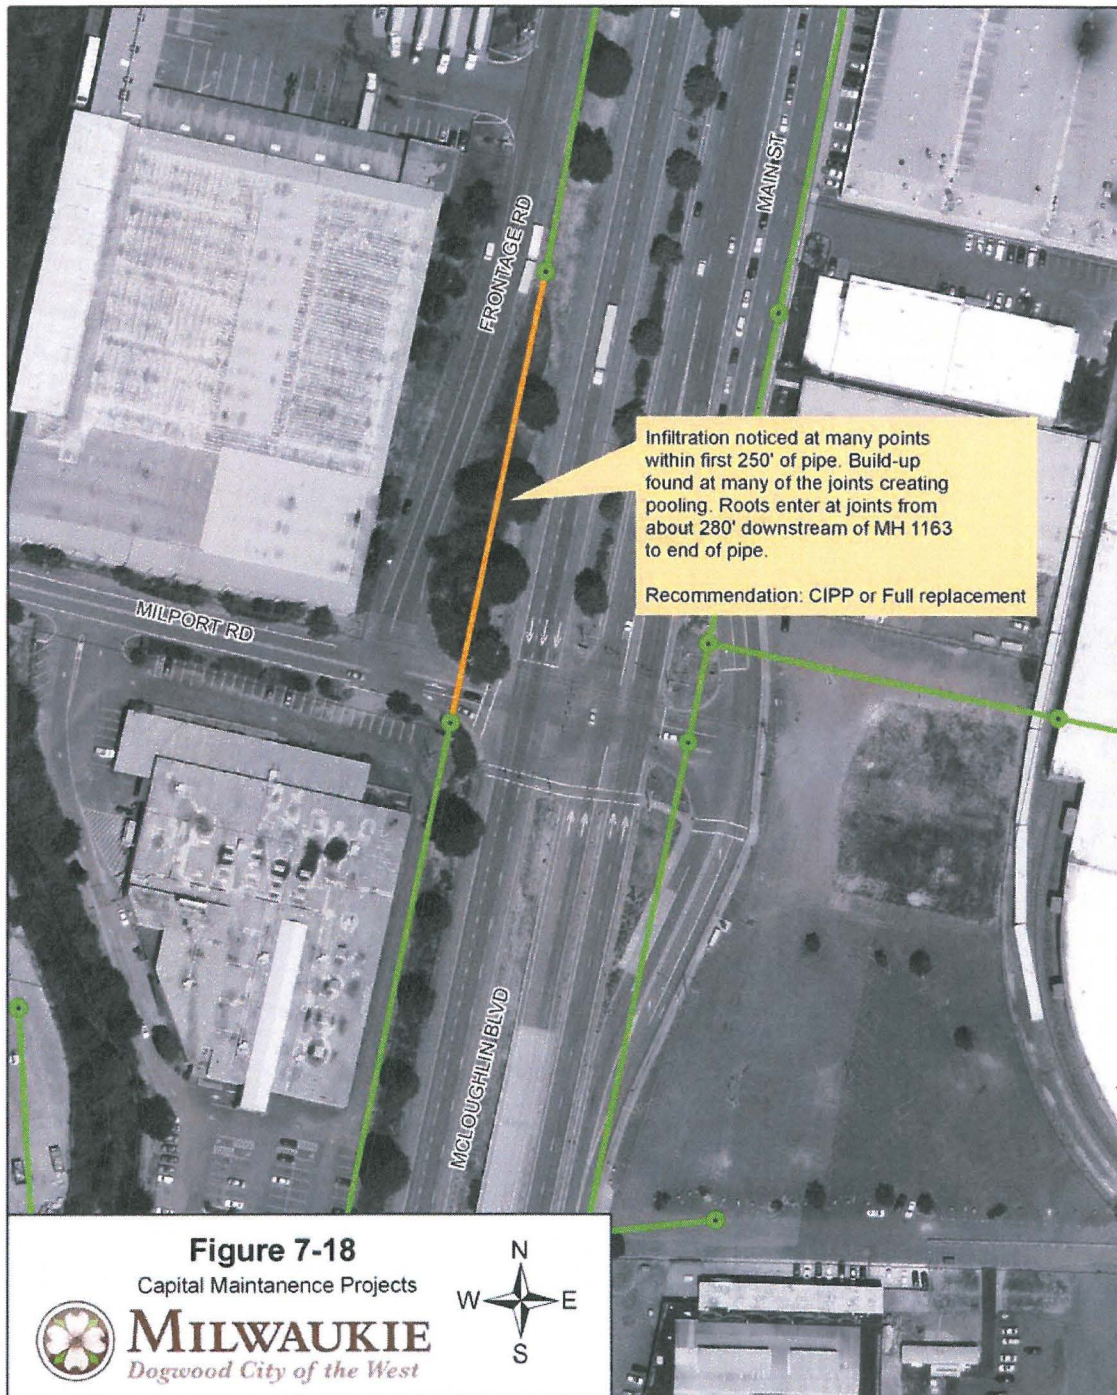 MAIN ST
FRONTAGE RD
Infiltration noticed at many points
within first 250' of pipe. Build-up
found at many of the joints creating
pooling. Roots enter at joints from
about 280' downstream of MH 1163
to end of pipe.
Recommendation: CIPP or Full replacement
MILPORT RD
MCLOUGHLIN BLVD
Figure 7-18
Capital Maintanence Projects
MILWAUKIE
Dogwood City of the West
N
W E
S